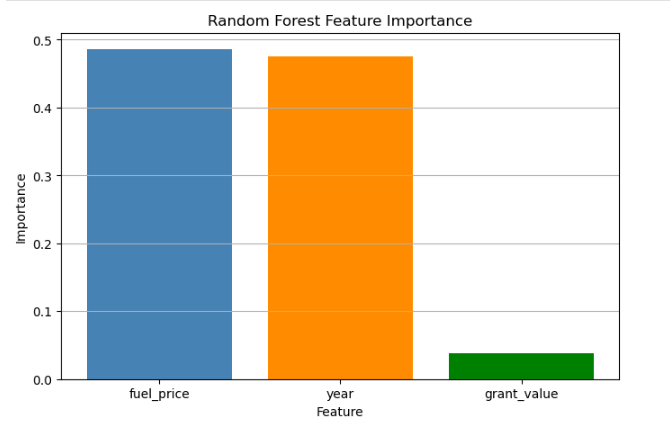 Random Forest Feature Importance
0.5
0.4
0.3
0.2
0.1
0.0
Importance
fuel_price year grant_value
Feature